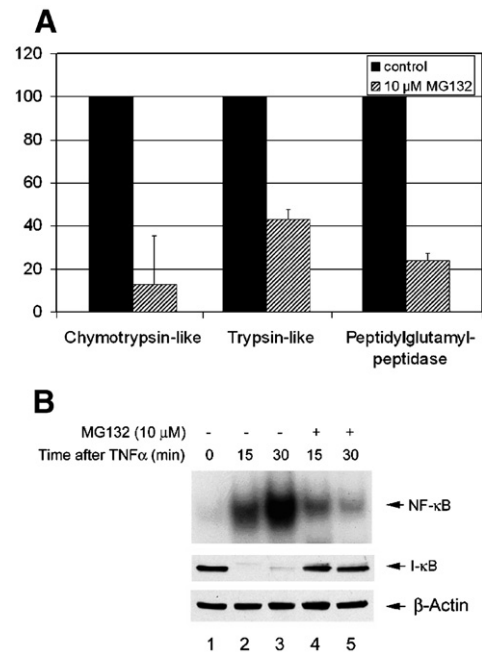 A
control
10 µM MG132
120
100
80
60
40
20
0
Chymotrypsin-like Trypsin-like Peptidylglutamyl-
peptidase
B
MG132 (10 µM) - - - + +
Time after TNFα (min) 0 15 30 15 30
NF-κB
I-κB
β-Actin
1 2 3 4 5